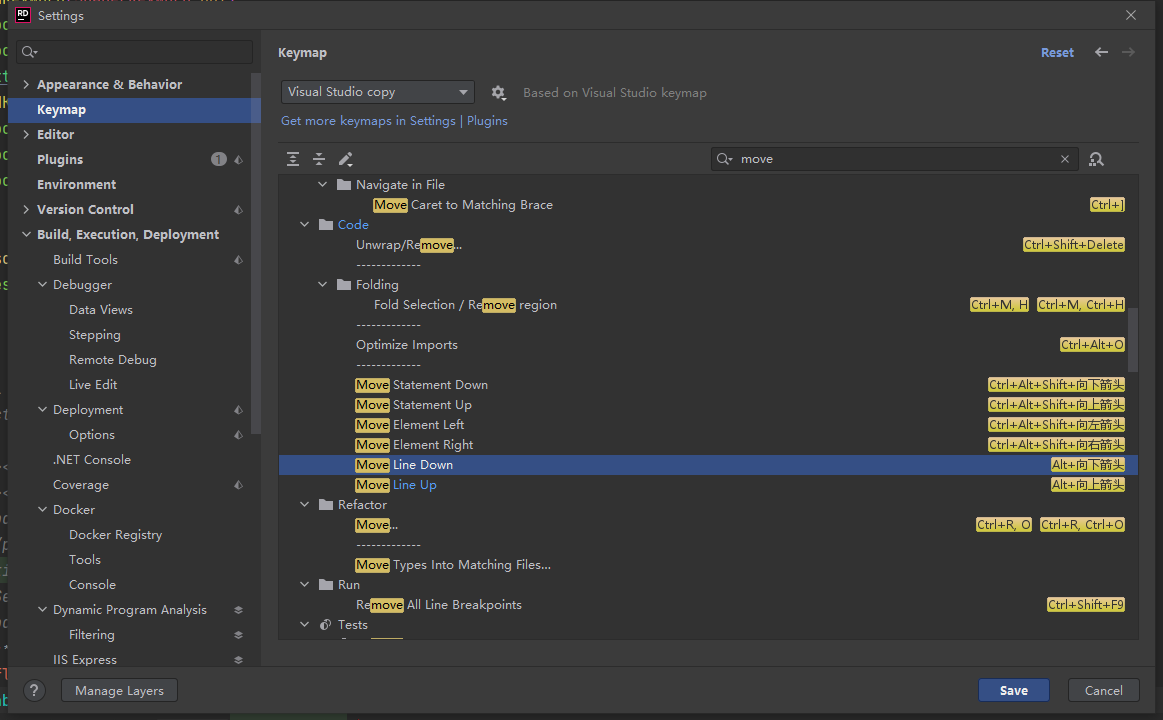 RD Settings
Keymap
Reset
Visual Studio copy
Based on Visual Studio keymap
Get more keymaps in Settings | Plugins
move
Appearance & Behavior
Keymap
Editor
Plugins 1
Environment
Version Control
Build, Execution, Deployment
Build Tools
Debugger
Data Views
Stepping
Remote Debug
Live Edit
Deployment
Options
.NET Console
Coverage
Docker
Docker Registry
Tools
Console
Dynamic Program Analysis
Filtering
IIS Express
Navigate in File
Move Caret to Matching Brace Ctrl+]
Code
Unwrap/Remove... Ctrl+Shift+Delete
-------------
Folding
Fold Selection / Remove region Ctrl+M, H Ctrl+M, Ctrl+H
-------------
Optimize Imports Ctrl+Alt+O
-------------
Move Statement Down Ctrl+Alt+Shift+向下箭头
Move Statement Up Ctrl+Alt+Shift+向上箭头
Move Element Left Ctrl+Alt+Shift+向左箭头
Move Element Right Ctrl+Alt+Shift+向右箭头
Move Line Down Alt+向下箭头
Move Line Up Alt+向上箭头
Refactor
Move... Ctrl+R, O Ctrl+R, Ctrl+O
-------------
Move Types Into Matching Files...
Run
Remove All Line Breakpoints Ctrl+Shift+F9
Tests
? Manage Layers
Save
Cancel